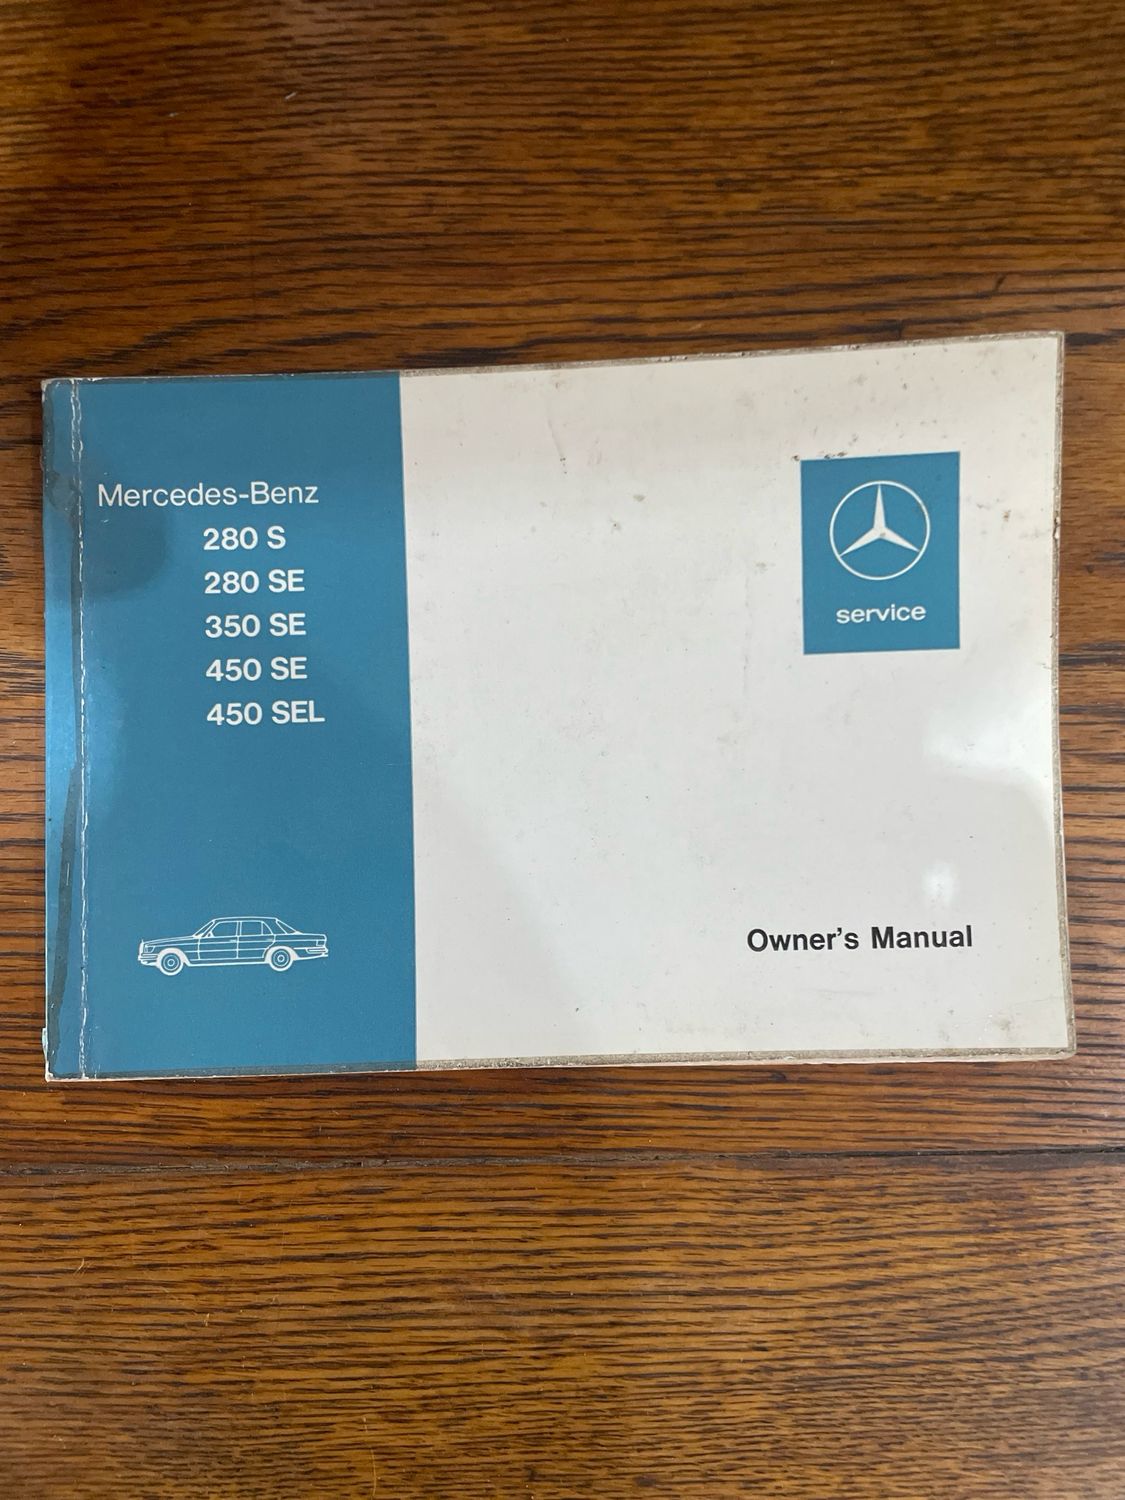 Mercedes-Benz
280 S
280 SE
350 SE
450 SE
450 SEL
service
Owner's Manual